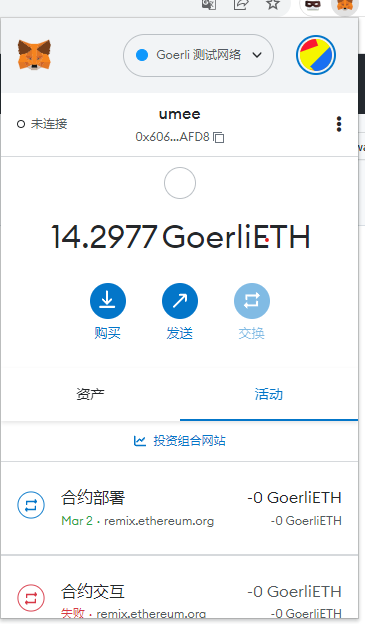 Goerli 测试网络
未连接
umee
0x606...AFD8
14.2977 GoerliETH
购买
发送
交换
资产
活动
投资组合网站
合约部署
-0 GoerliETH
Mar 2 · remix.ethereum.org
-0 GoerliETH
合约交互
-0 GoerliETH
失败 · remix.ethereum.org
-0 GoerliETH